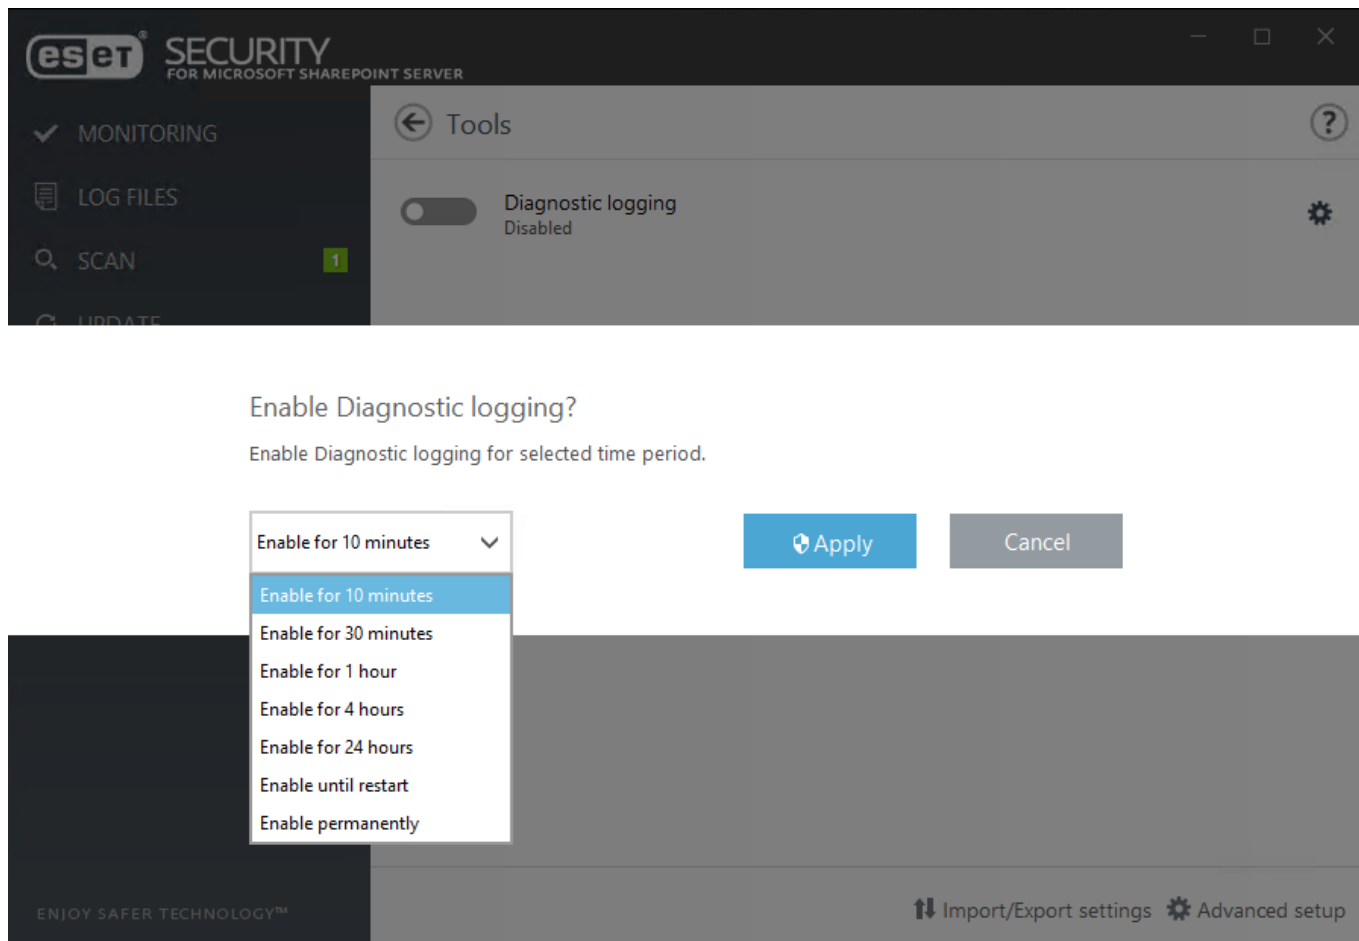 eset® SECURITY
FOR MICROSOFT SHAREPOINT SERVER
MONITORING
LOG FILES
SCAN 1
UPDATE
Tools
?
Diagnostic logging
Disabled
Enable Diagnostic logging?
Enable Diagnostic logging for selected time period.
Enable for 10 minutes
Apply
Cancel
Enable for 10 minutes
Enable for 30 minutes
Enable for 1 hour
Enable for 4 hours
Enable for 24 hours
Enable until restart
Enable permanently
ENJOY SAFER TECHNOLOGY™
Import/Export settings
Advanced setup